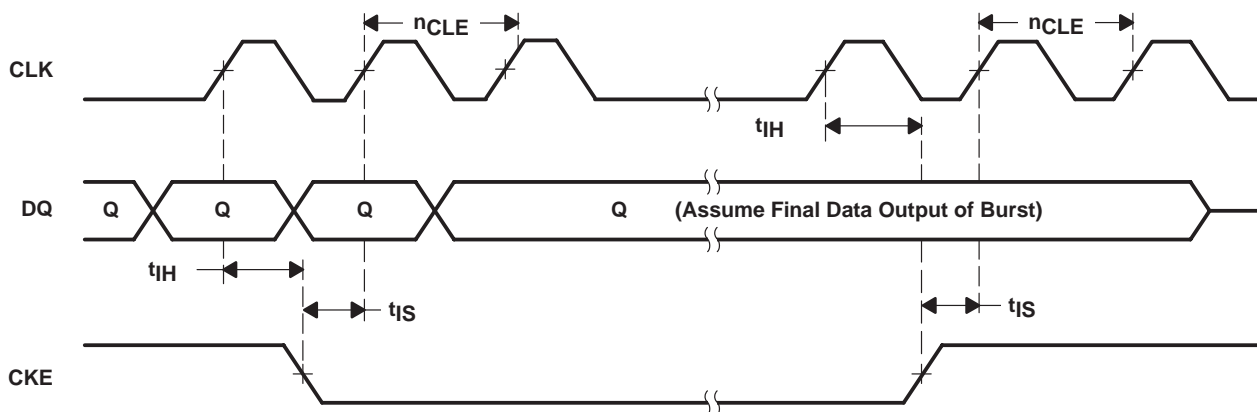 nCLE
nCLE
CLK
tIH
DQ
Q
Q
Q
Q (Assume Final Data Output of Burst)
tIH
tIS
tIS
CKE